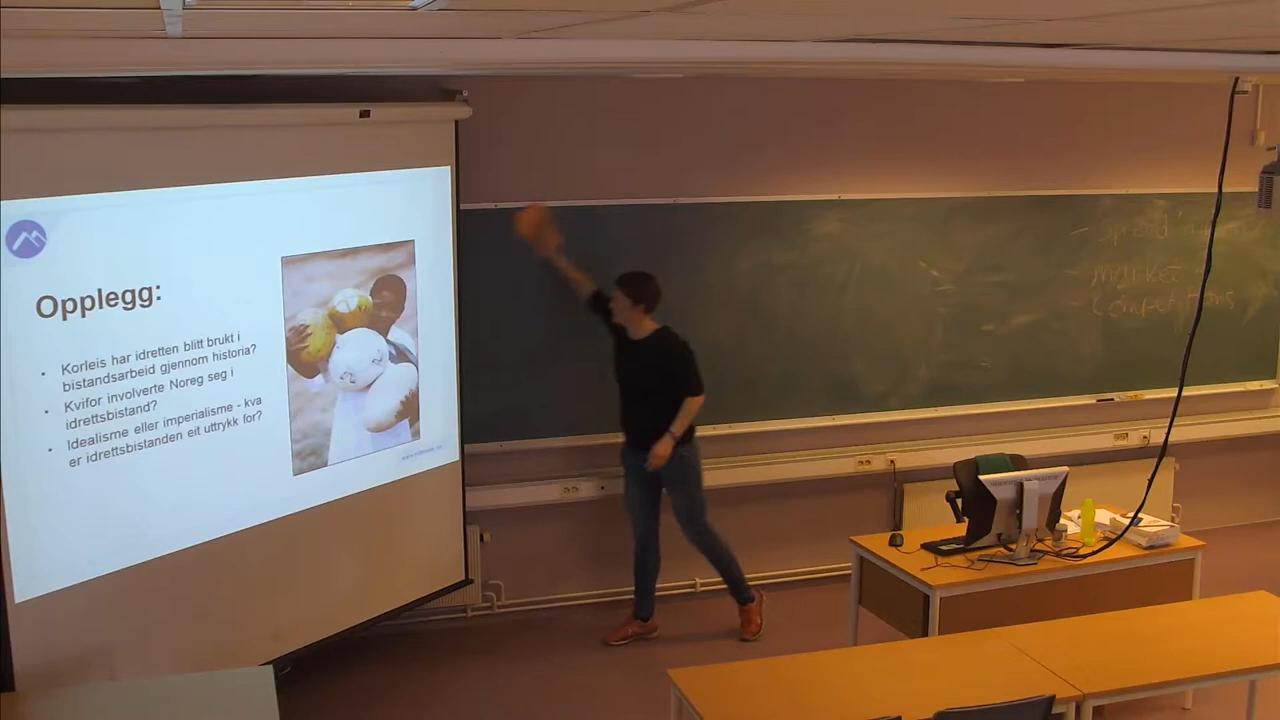 Opplegg:
• Korleis har idretten blitt brukt i
bistandsarbeid gjennom historia?
• Kvifor involverte Noreg seg i
idrettsbistand?
• Idealisme eller imperialisme - kva
er idrettsbistanden eit uttrykk for?
- spread
market
Competitions